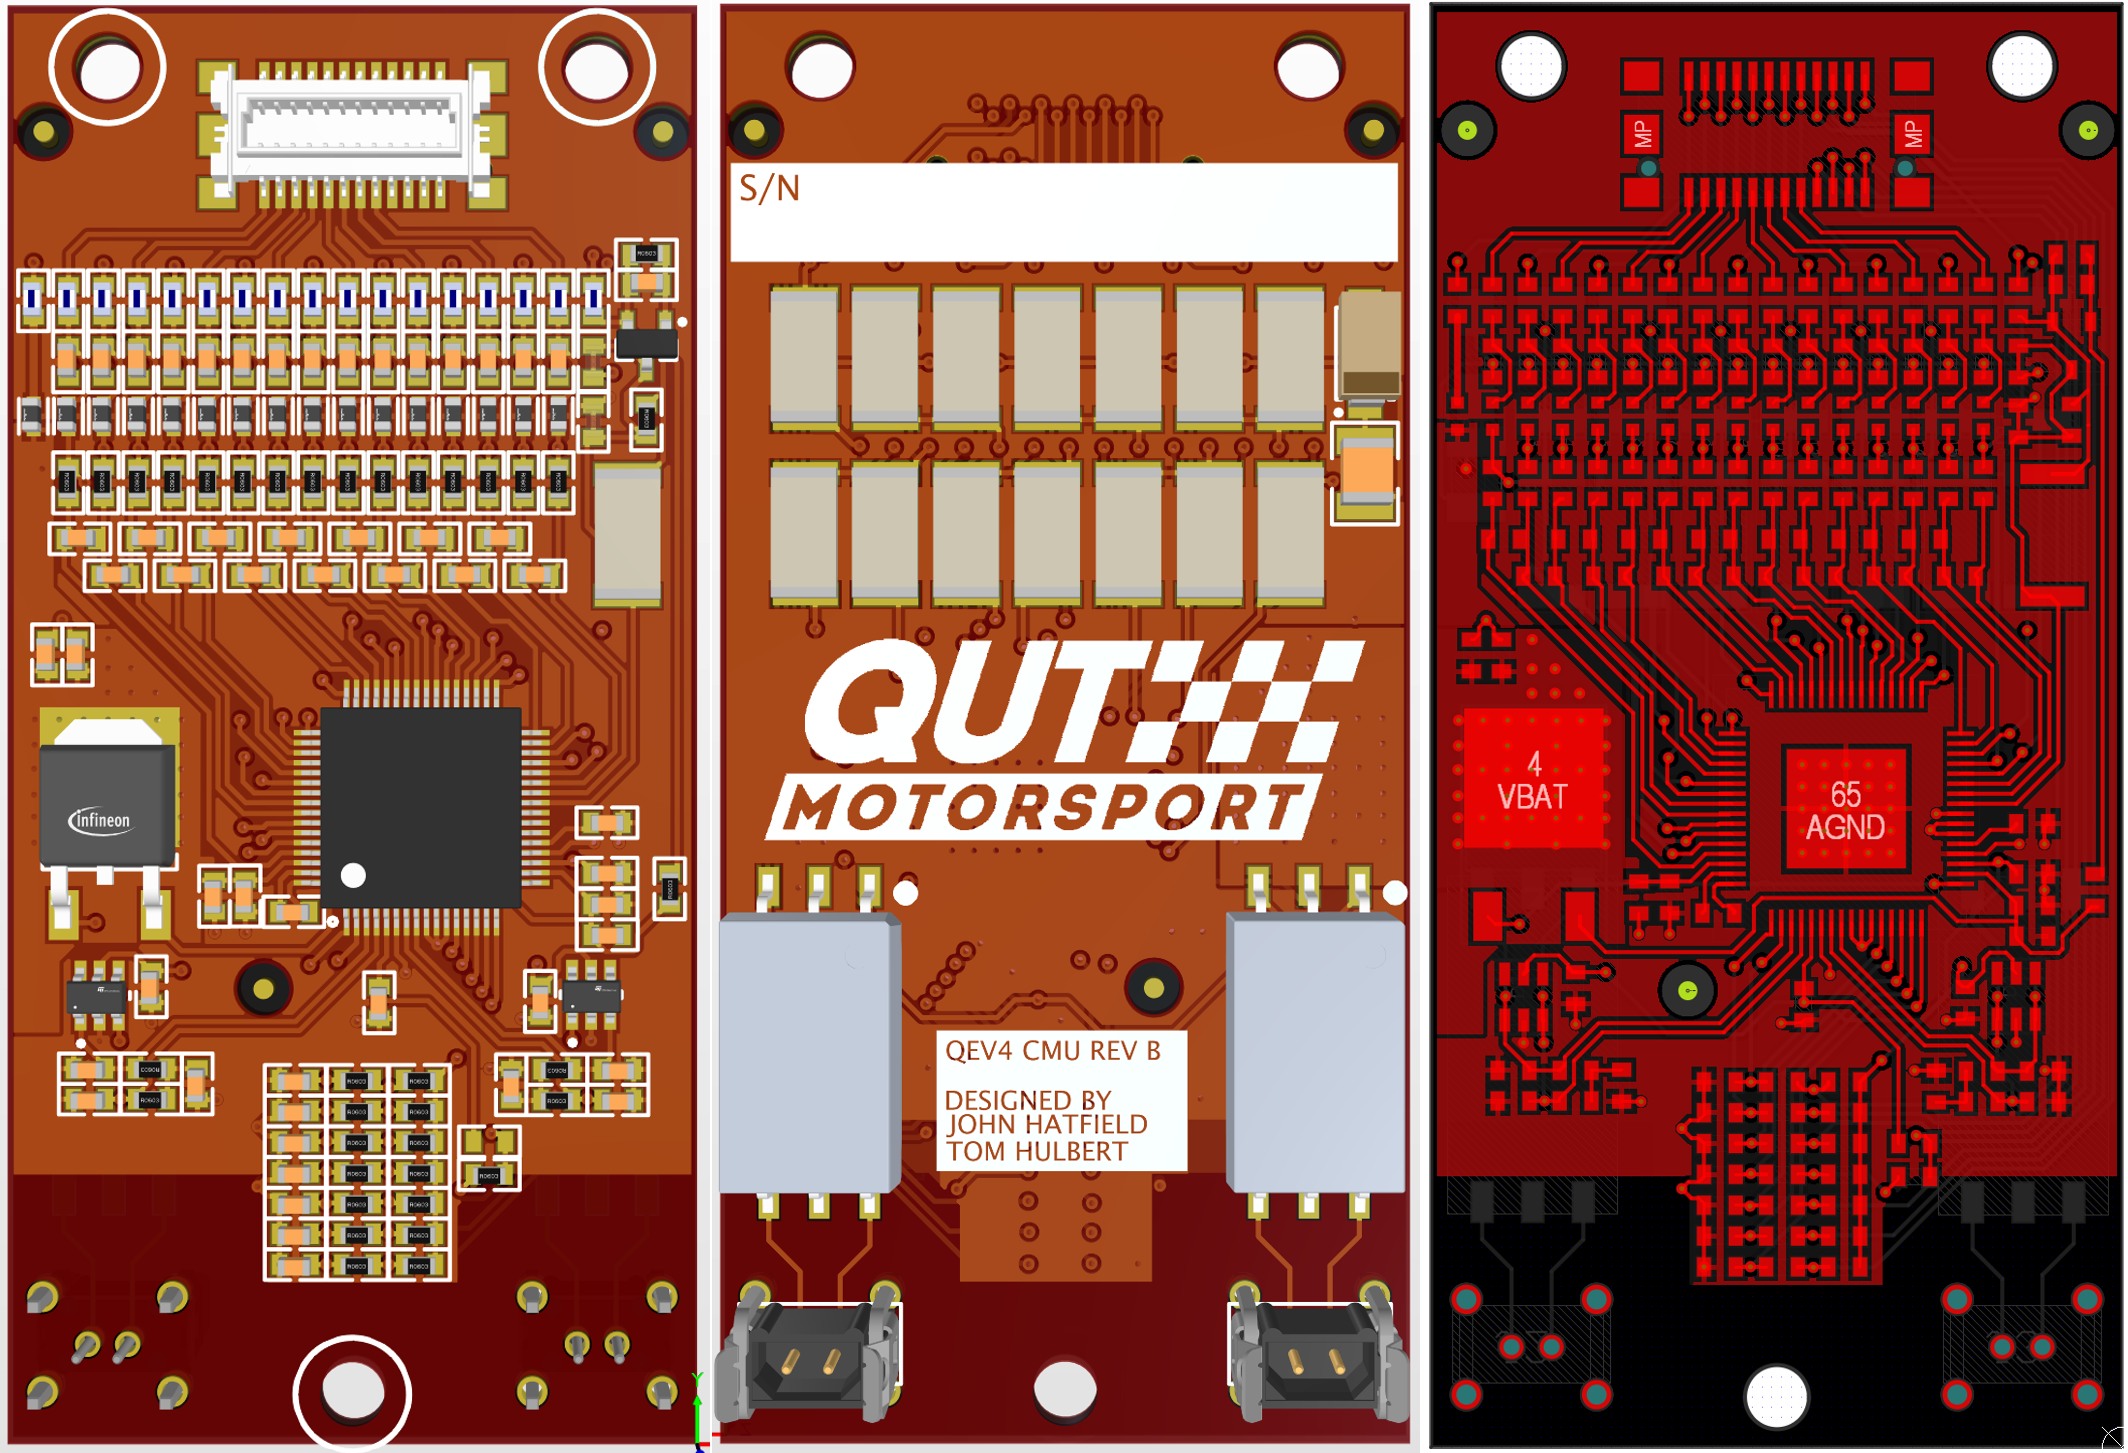 infineon
S/N
QUT
MOTORSPORT
QEV4 CMU REV B
DESIGNED BY
JOHN HATFIELD
TOM HULBERT
MP
MP
4
VBAT
65
AGND